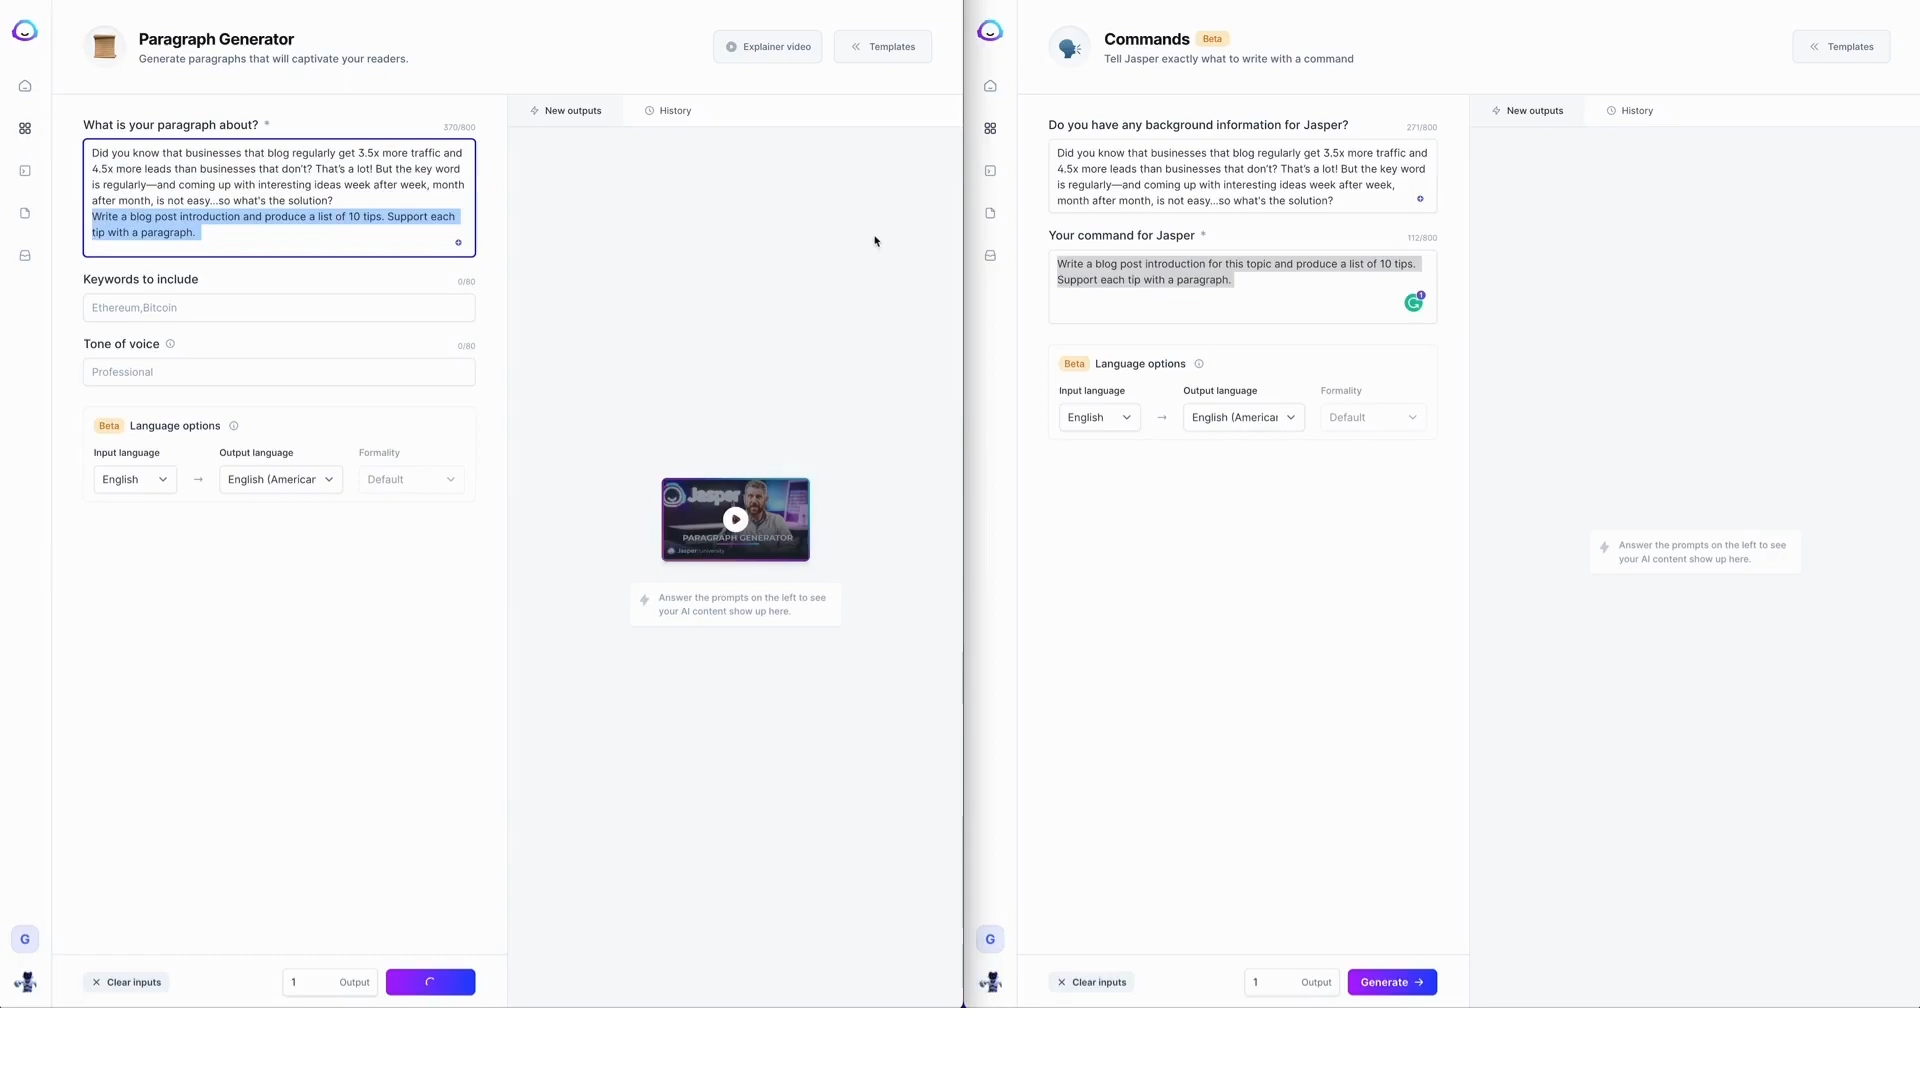 Paragraph Generator
Generate paragraphs that will captivate your readers.
Explainer video
Templates
What is your paragraph about? *
370/800
Did you know that businesses that blog regularly get 3.5x more traffic and
4.5x more leads than businesses that don't? That's a lot! But the key word
is regularly—and coming up with interesting ideas week after week, month
after month, is not easy...so what's the solution?
Write a blog post introduction and produce a list of 10 tips. Support each
tip with a paragraph.
Keywords to include
0/80
Ethereum,Bitcoin
Tone of voice
0/80
Professional
Beta Language options
Input language
Output language
Formality
English
→
English (American
Default
Clear inputs
1 Output
New outputs
History
Jasper
PARAGRAPH GENERATOR
Jasper University
Answer the prompts on the left to see
your AI content show up here.
G
Commands Beta
Tell Jasper exactly what to write with a command
Templates
Do you have any background information for Jasper?
271/800
Did you know that businesses that blog regularly get 3.5x more traffic and
4.5x more leads than businesses that don't? That's a lot! But the key word
is regularly—and coming up with interesting ideas week after week,
month after month, is not easy...so what's the solution?
Your command for Jasper *
112/800
Write a blog post introduction for this topic and produce a list of 10 tips.
Support each tip with a paragraph.
1
Beta Language options
Input language
Output language
Formality
English
→
English (American
Default
Clear inputs
1 Output
Generate →
New outputs
History
Answer the prompts on the left to see
your AI content show up here.
G